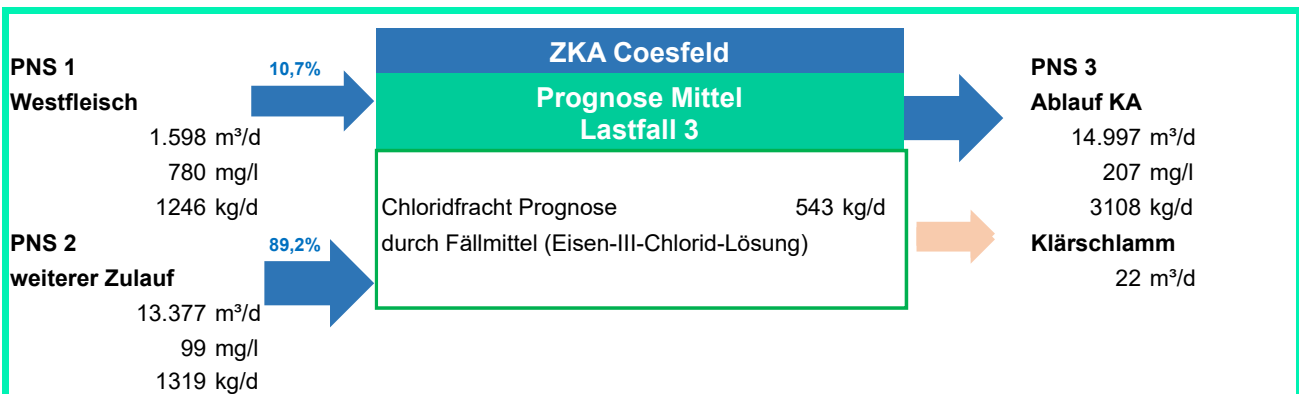 PNS 1
Westfleisch
10,7%
1.598 m³/d
780 mg/l
1246 kg/d
PNS 2
weiterer Zulauf
89,2%
13.377 m³/d
99 mg/l
1319 kg/d
ZKA Coesfeld
Prognose Mittel
Lastfall 3
Chloridfracht Prognose 543 kg/d
durch Fällmittel (Eisen-III-Chlorid-Lösung)
PNS 3
Ablauf KA
14.997 m³/d
207 mg/l
3108 kg/d
Klärschlamm
22 m³/d